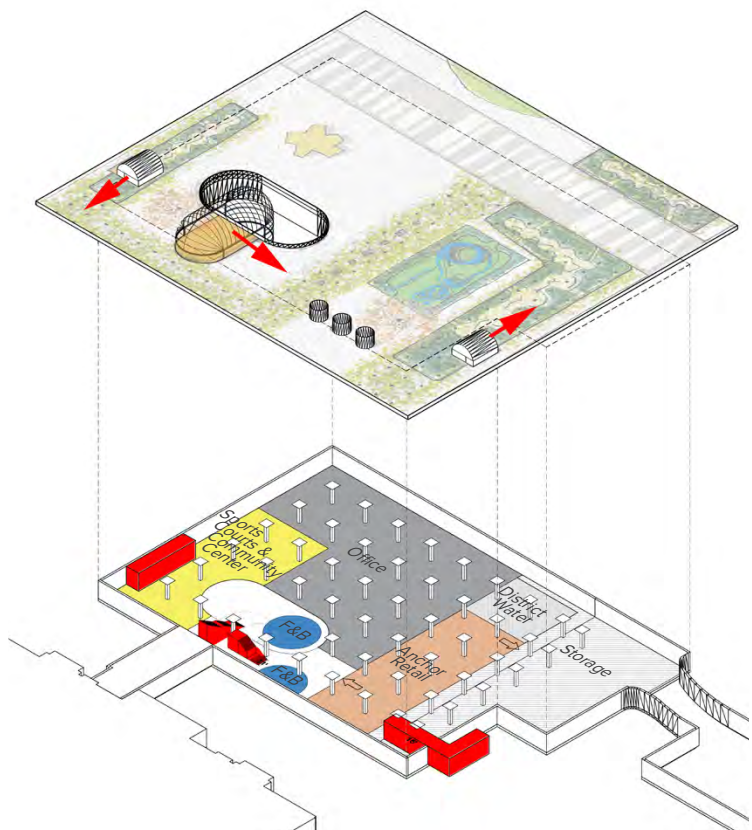 Sports
Courts &
Community
Center
Office
District
Water
F&B
Anchor
Retail
Storage
F&B